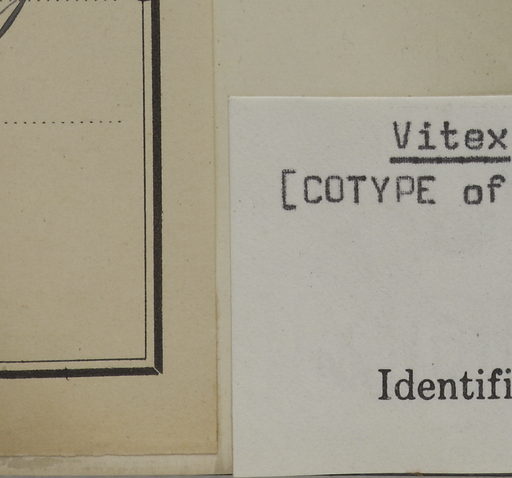 Vitex
[COTYPE of
Identifi